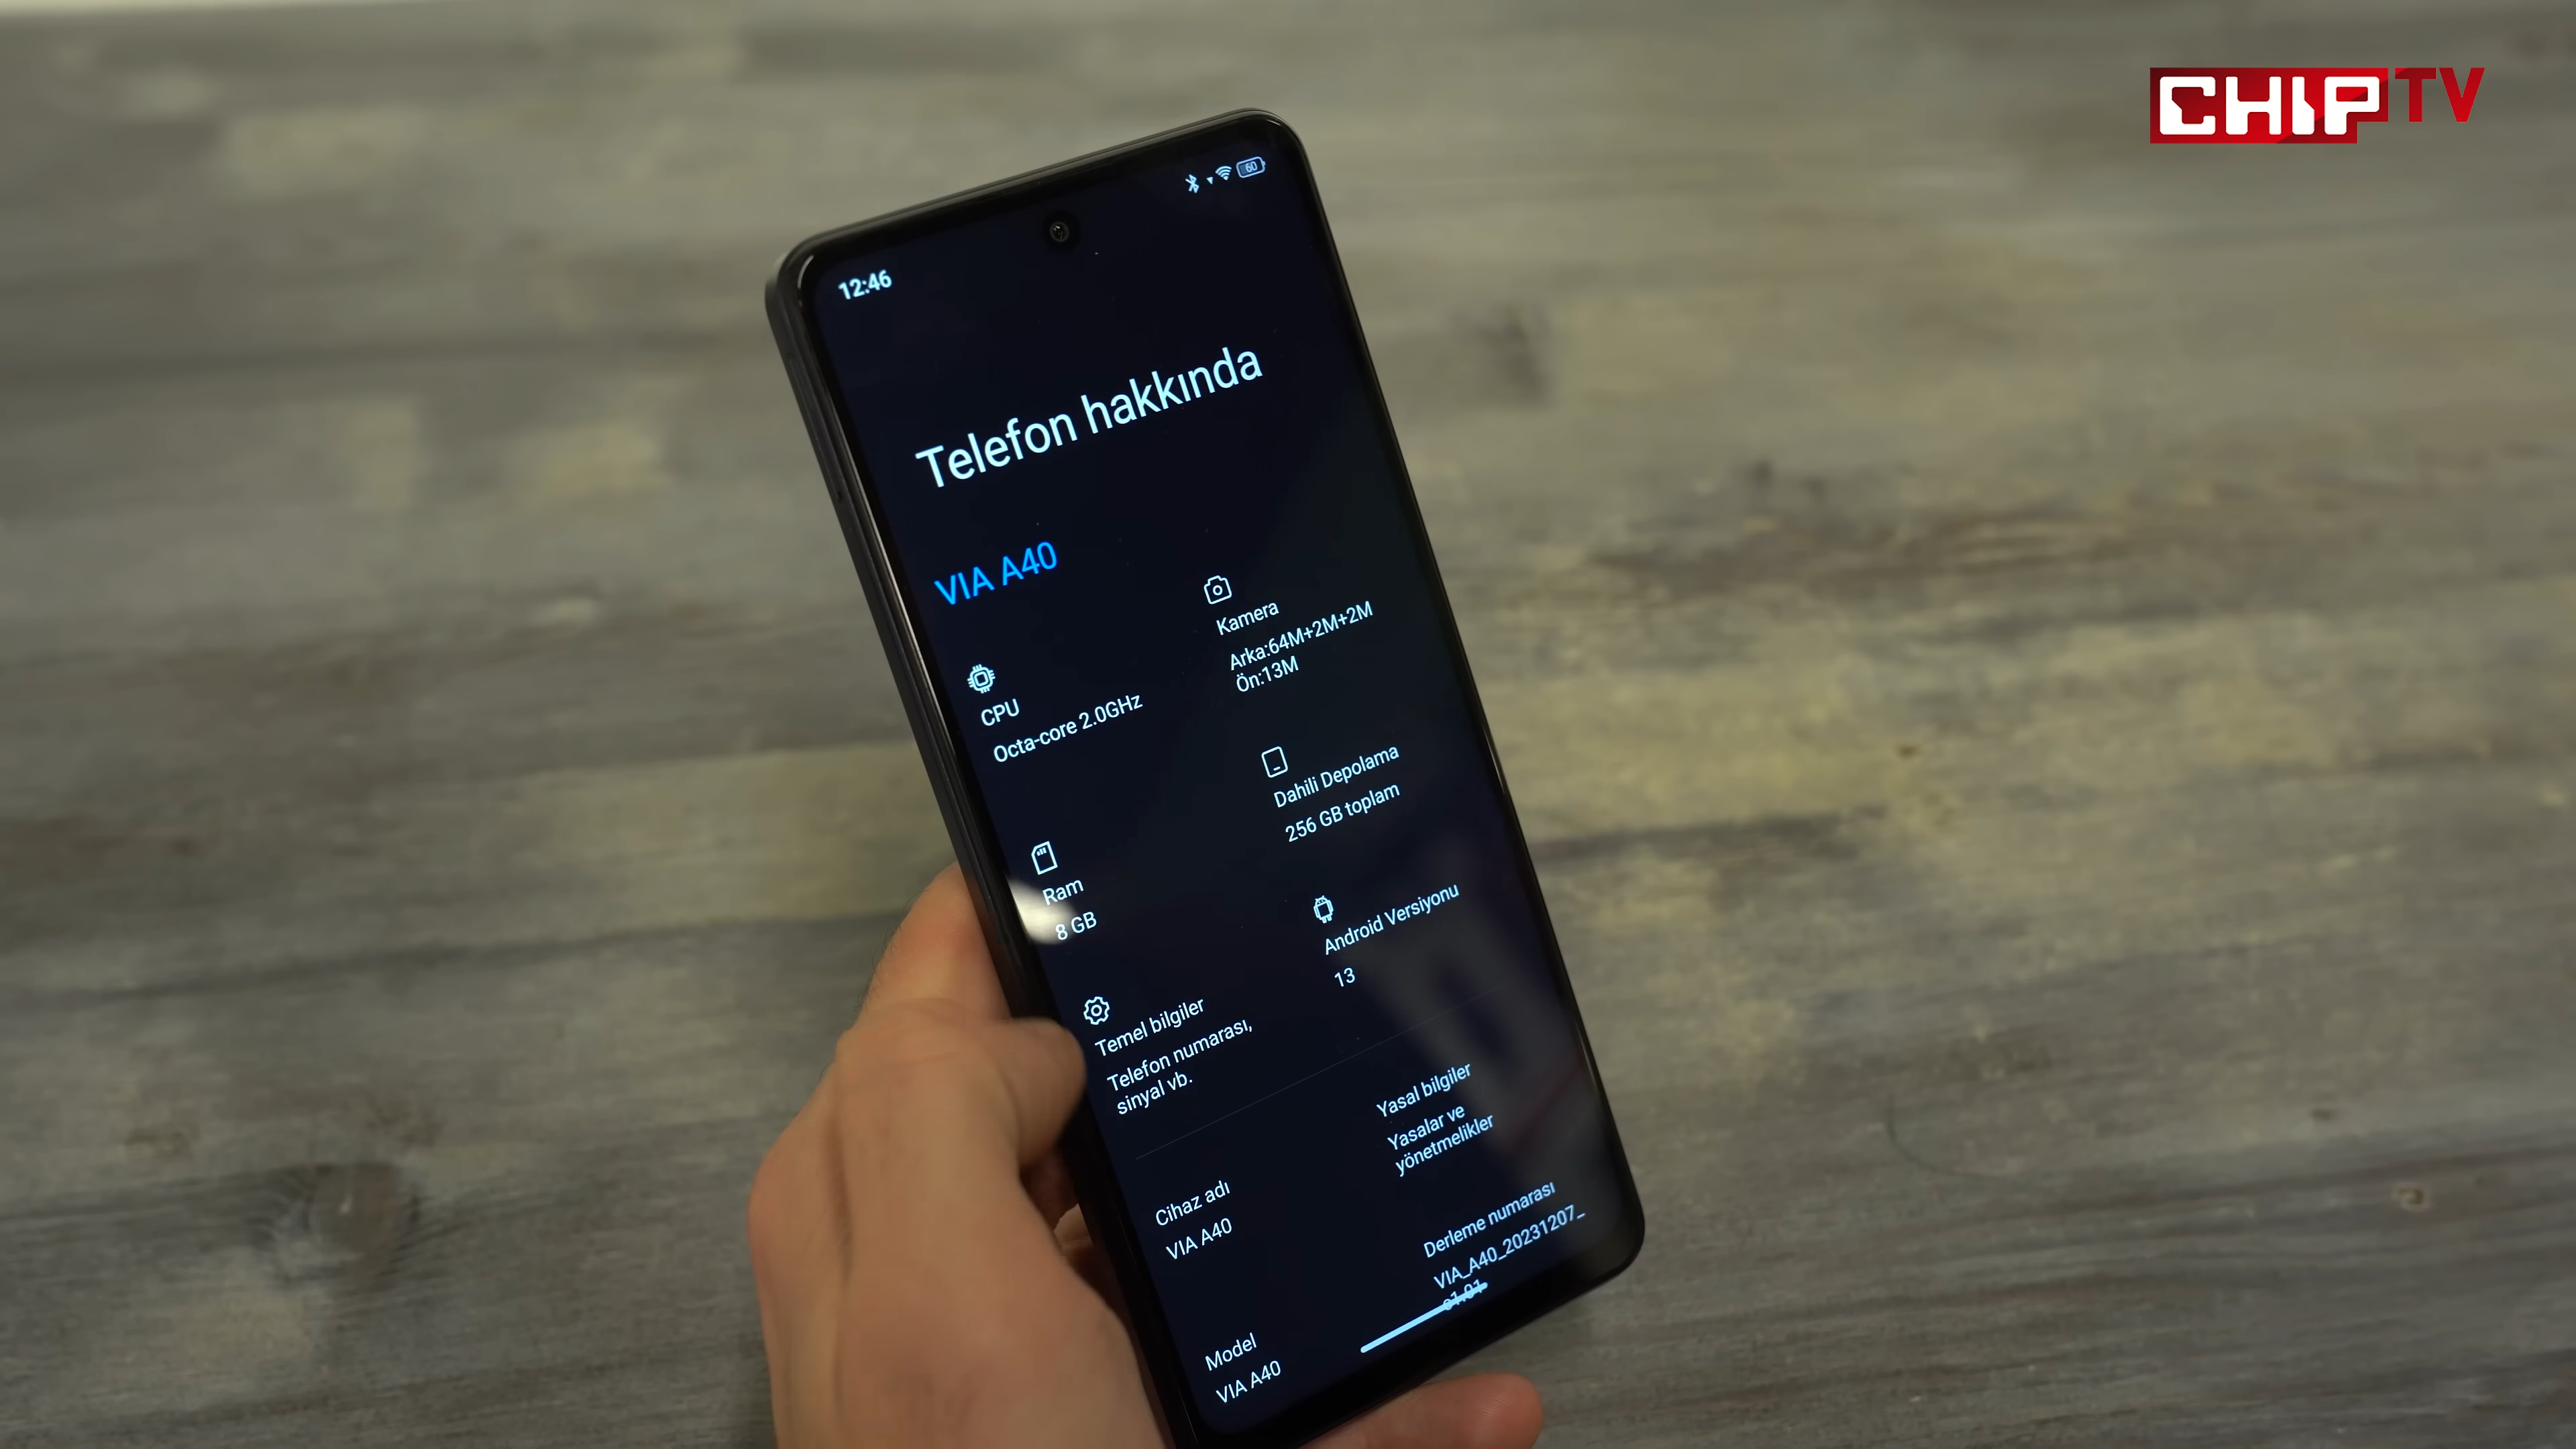 CHIP TV
60
12:46
Telefon hakkında
VIA A40
CPU
Octa-core 2.0GHz
Kamera
Arka:64M+2M+2M
Ön:13M
Ram
8 GB
Dahili Depolama
256 GB toplam
Temel bilgiler
Telefon numarası,
sinyal vb.
Android Versiyonu
13
Cihaz adı
VIA A40
Yasal bilgiler
Yasalar ve
yönetmelikler
Model
VIA A40
Derleme numarası
VIA_A40_20231207_